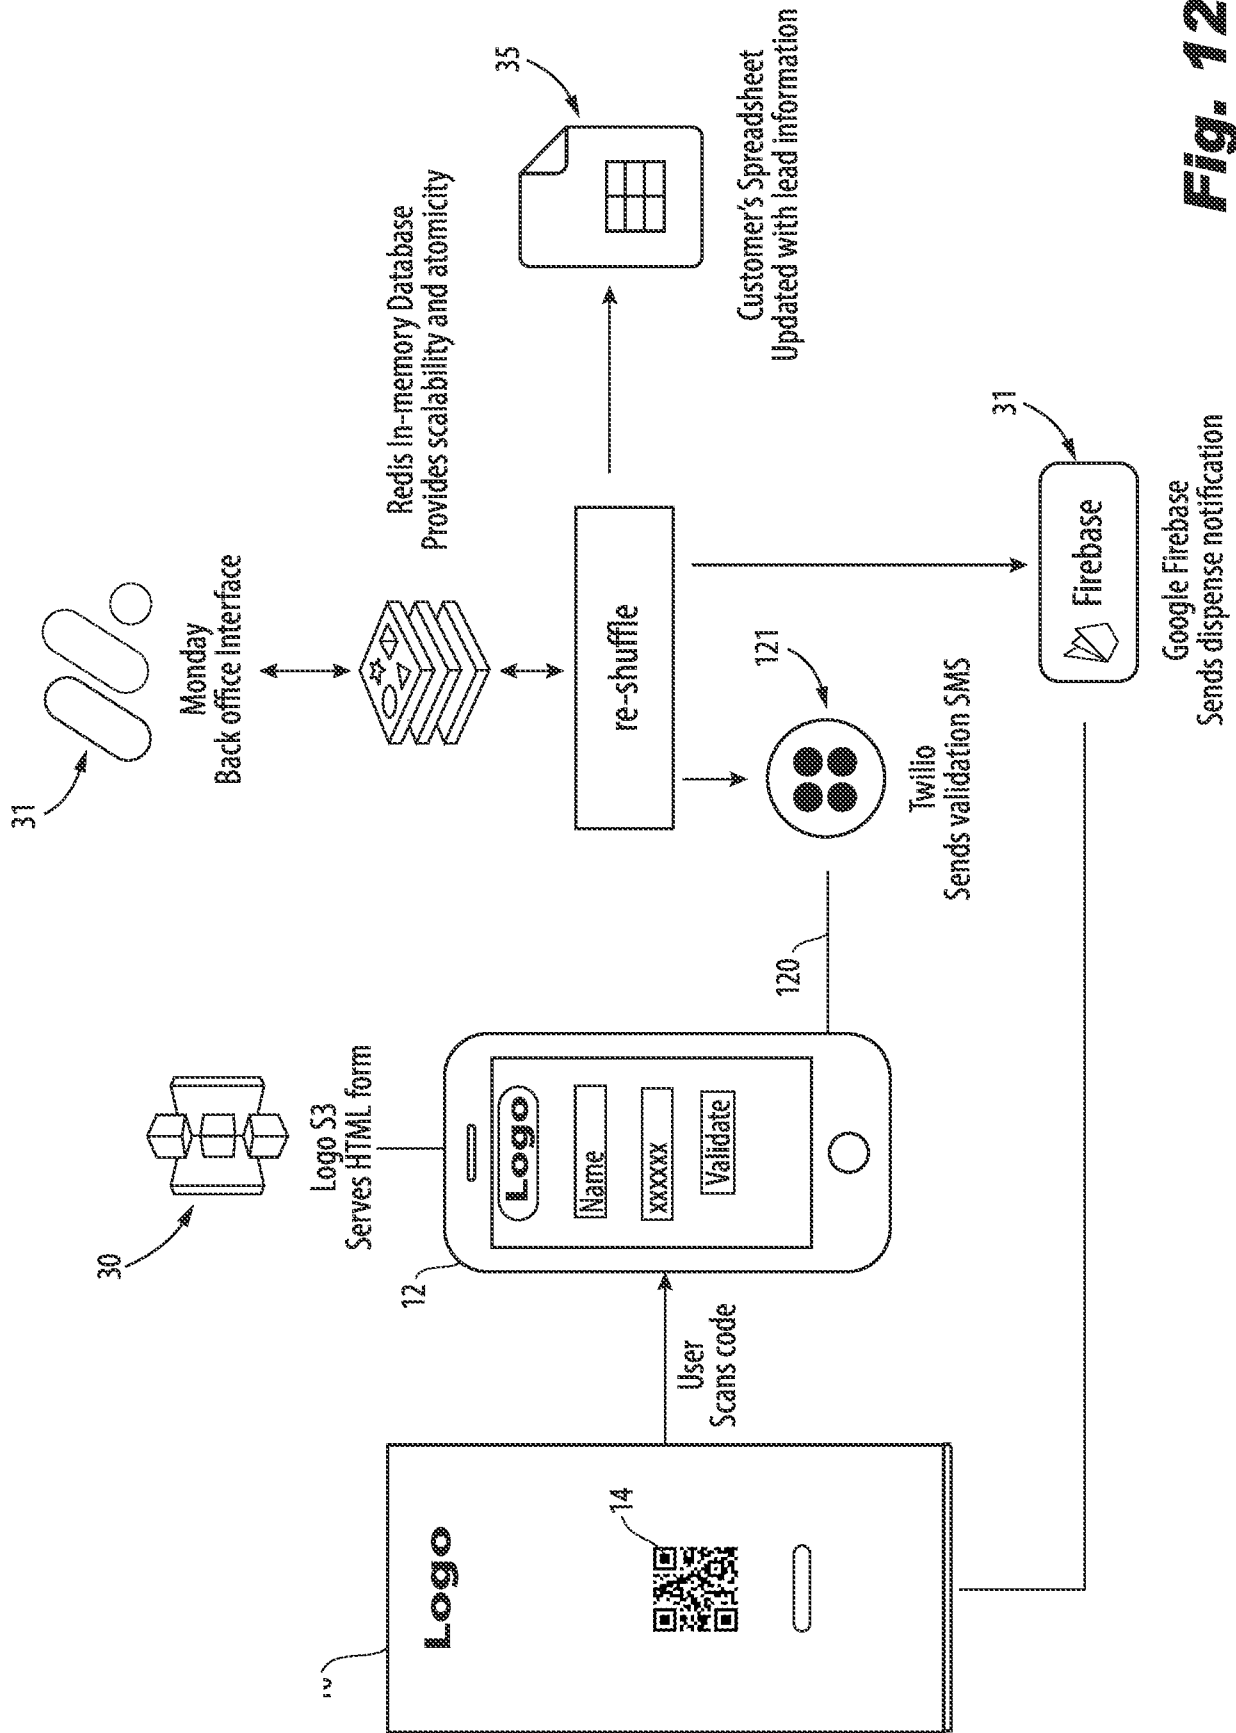 31
Monday
Back office Interface
Redis In-memory Database
Provides scalability and atomicity
30
Logo S3
Serves HTML form
35
Customer's Spreadsheet
Updated with lead information
re-shuffle
Logo
14
User
Scans code
12
Logo
Name
xxxxxx
Validate
120
121
Twilio
Sends validation SMS
31
Firebase
Google Firebase
Sends dispense notification
Fig. 12